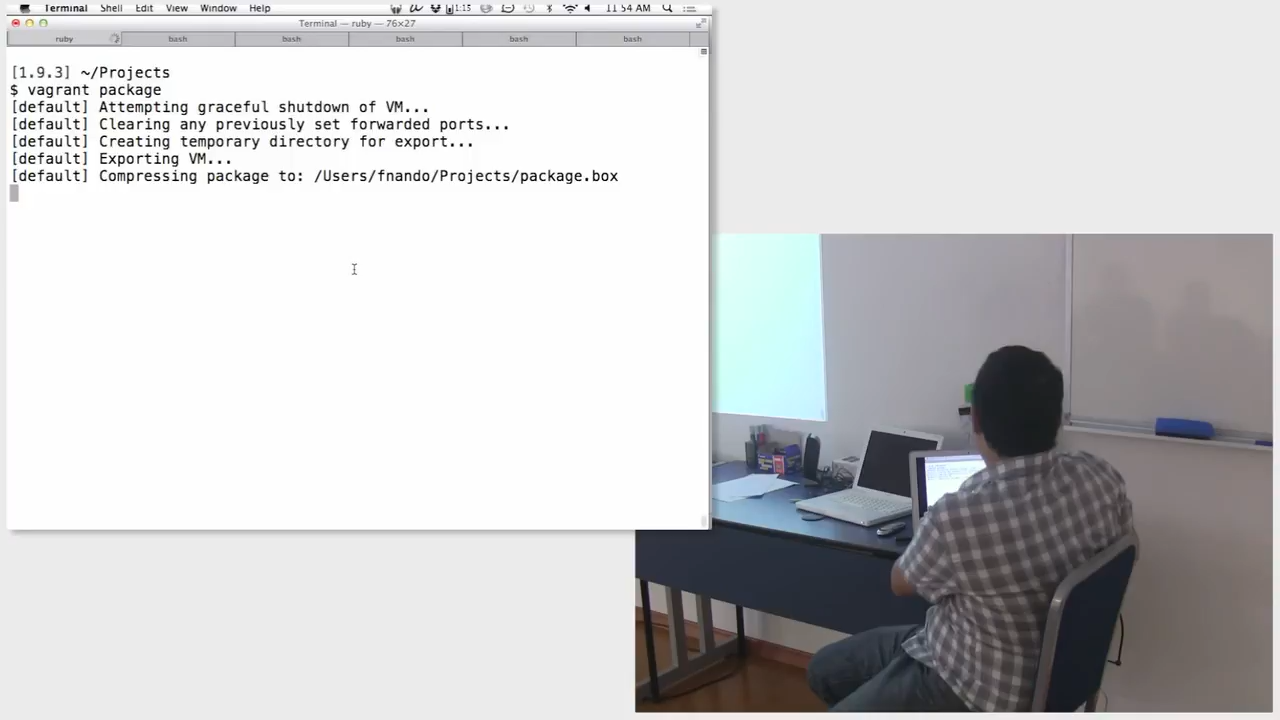 Terminal Shell Edit View Window Help 1:15 11:54 AM
Terminal — ruby — 76×27
ruby bash bash bash bash bash
[1.9.3] ~/Projects
$ vagrant package
[default] Attempting graceful shutdown of VM...
[default] Clearing any previously set forwarded ports...
[default] Creating temporary directory for export...
[default] Exporting VM...
[default] Compressing package to: /Users/fnando/Projects/package.box